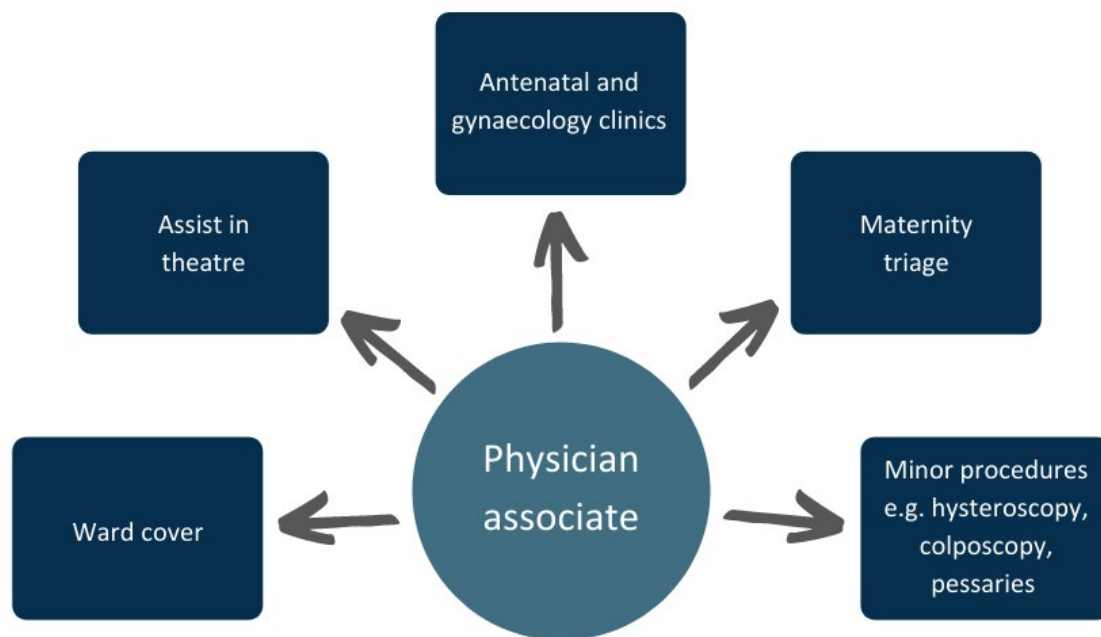 Antenatal and
gynaecology clinics
Assist in
theatre
Maternity
triage
Physician
associate
Ward cover
Minor procedures
e.g. hysteroscopy,
colposcopy,
pessaries